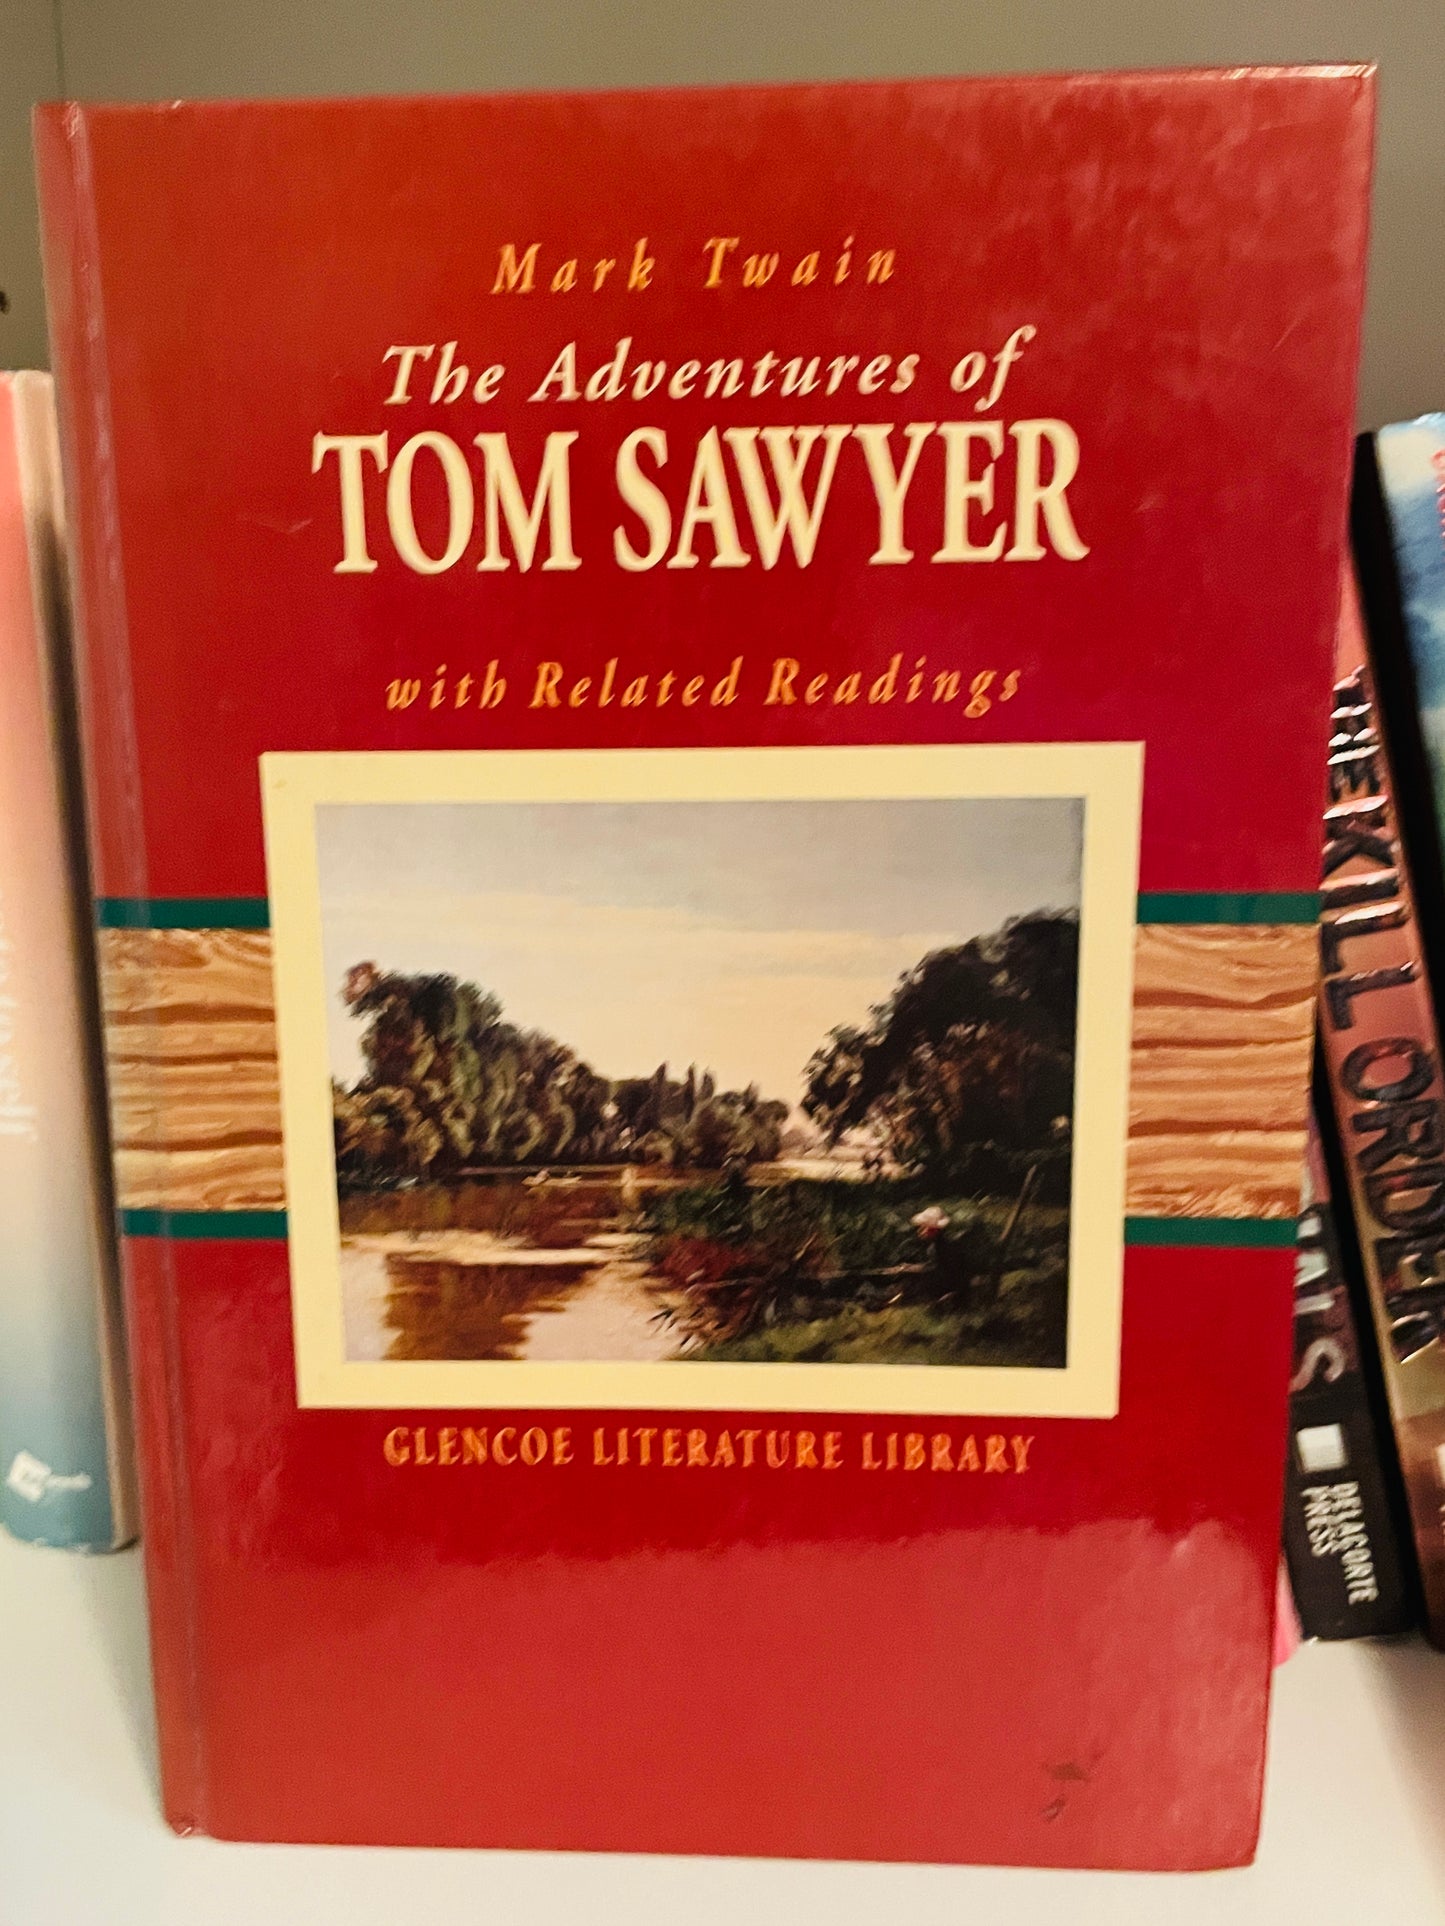 Mark Twain
The Adventures of
TOM SAWYER
with Related Readings
GLENCOE LITERATURE LIBRARY
THE KILL ORDER
DELACORTE
PRESS